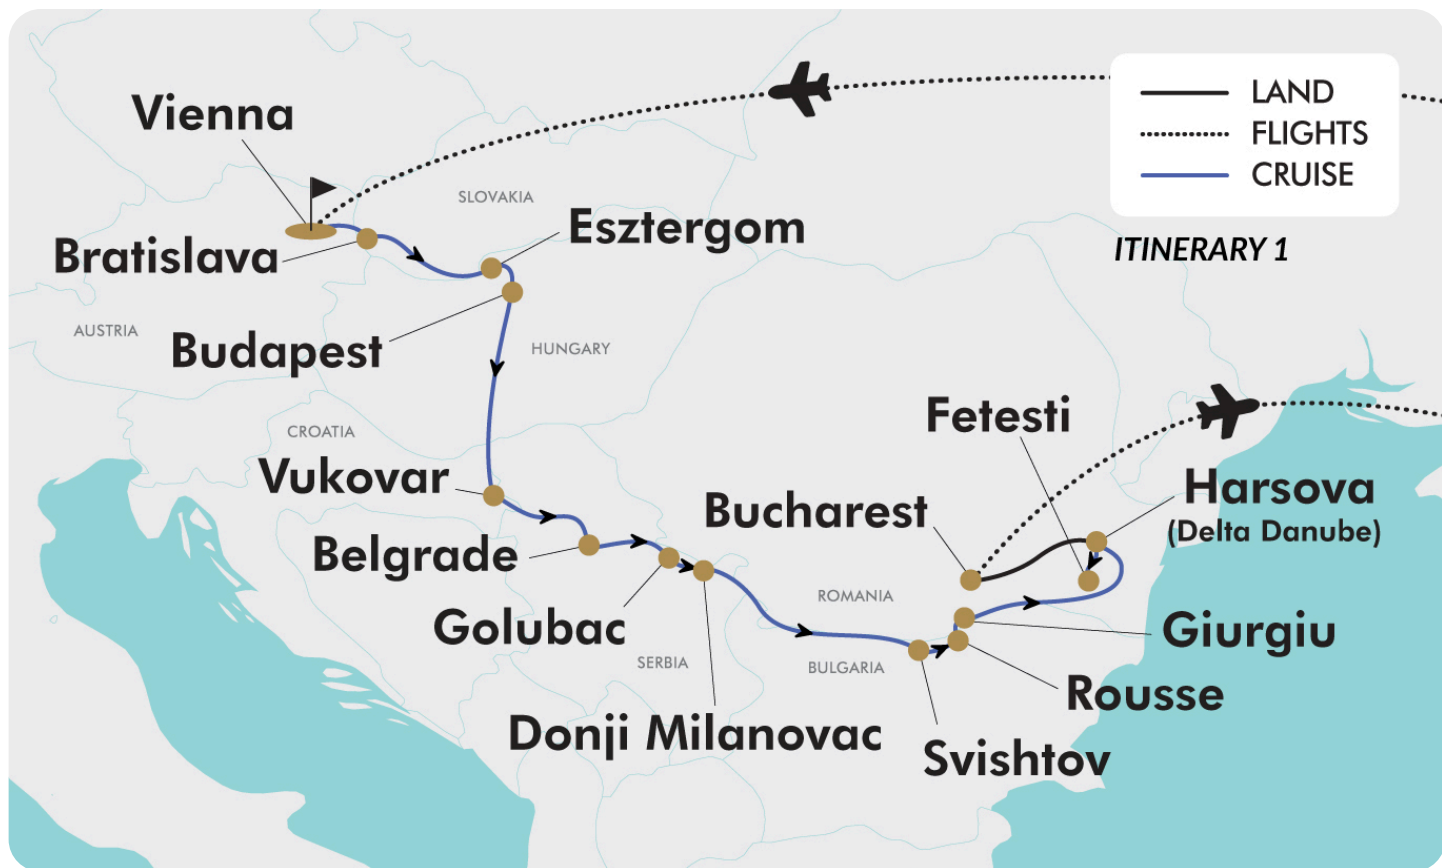 Vienna
LAND
FLIGHTS
CRUISE
ITINERARY 1
SLOVAKIA
Esztergom
Bratislava
AUSTRIA
Budapest
HUNGARY
CROATIA
Fetesti
Vukovar
Harsova
(Delta Danube)
Bucharest
Belgrade
ROMANIA
Golubac
Giurgiu
SERBIA
BULGARIA
Rousse
Donji Milanovac
Svishtov